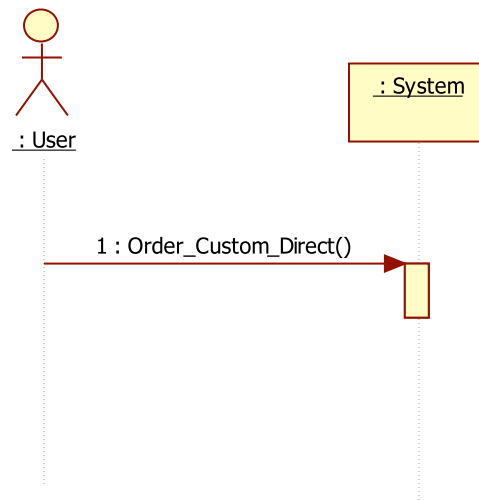 : System
: User
1 : Order_Custom_Direct()